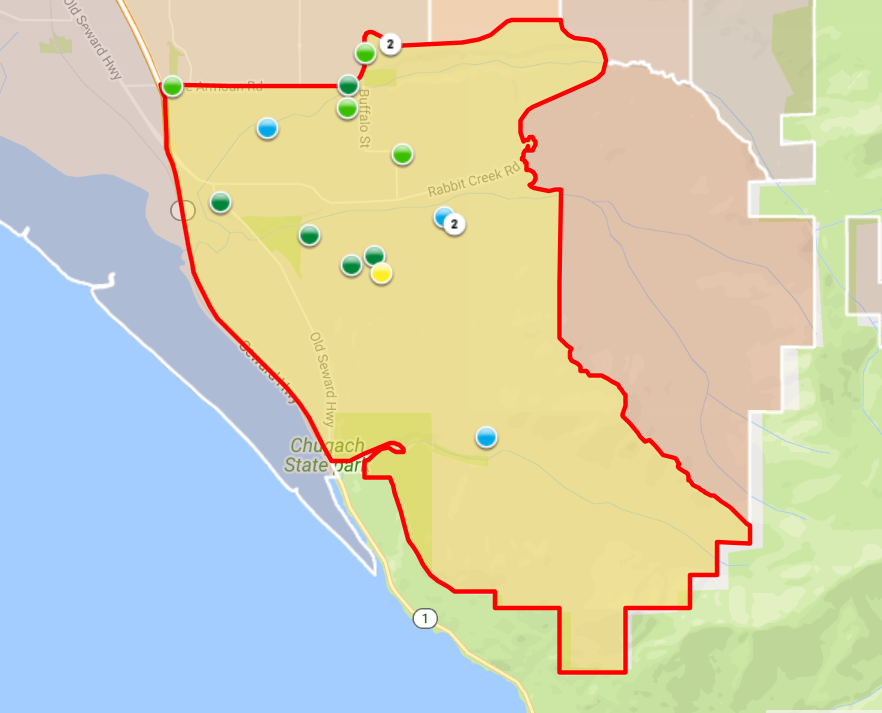 Old Seward Hwy
2
Buffalo St
Rabbit Creek Rd
2
Old Seward Hwy
Seward Hwy
Chugach
State park
1